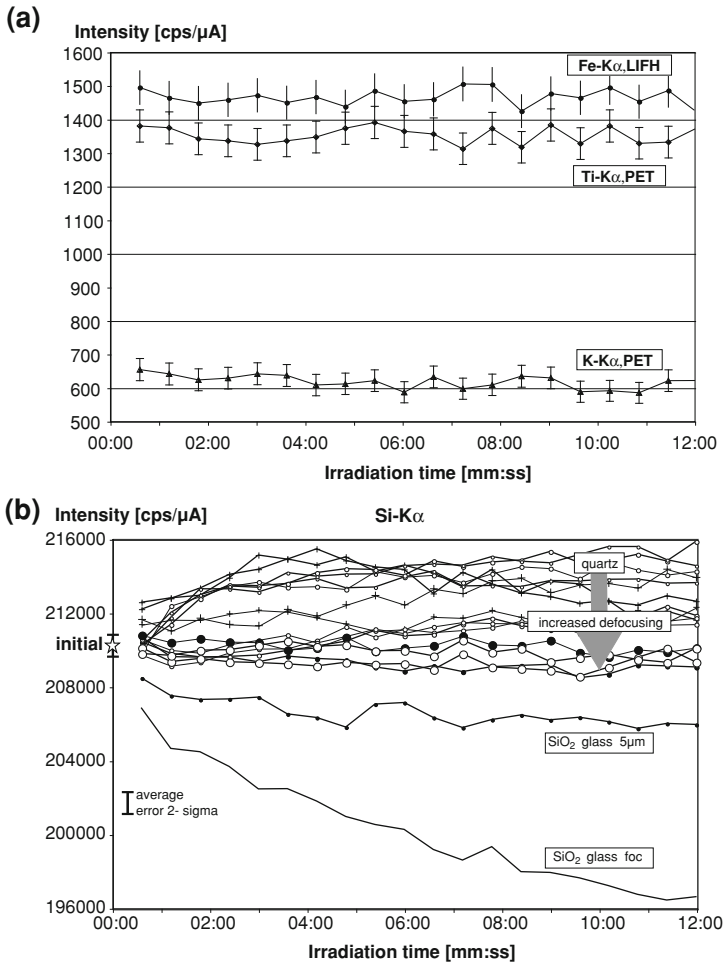 (a)
Intensity [cps/µA]
1600
1500
1400
1300
1200
1100
1000
900
800
700
600
500
Fe-Kα,LIFH
Ti-Kα,PET
K-Kα,PET
00:00 02:00 04:00 06:00 08:00 10:00 12:00
Irradiation time [mm:ss]
(b)
Intensity [cps/µA]
Si-Kα
216000
212000
initial
208000
204000
200000
196000
quartz
increased defocusing
SiO₂ glass 5µm
average
error 2- sigma
SiO₂ glass foc
00:00 02:00 04:00 06:00 08:00 10:00 12:00
Irradiation time [mm:ss]